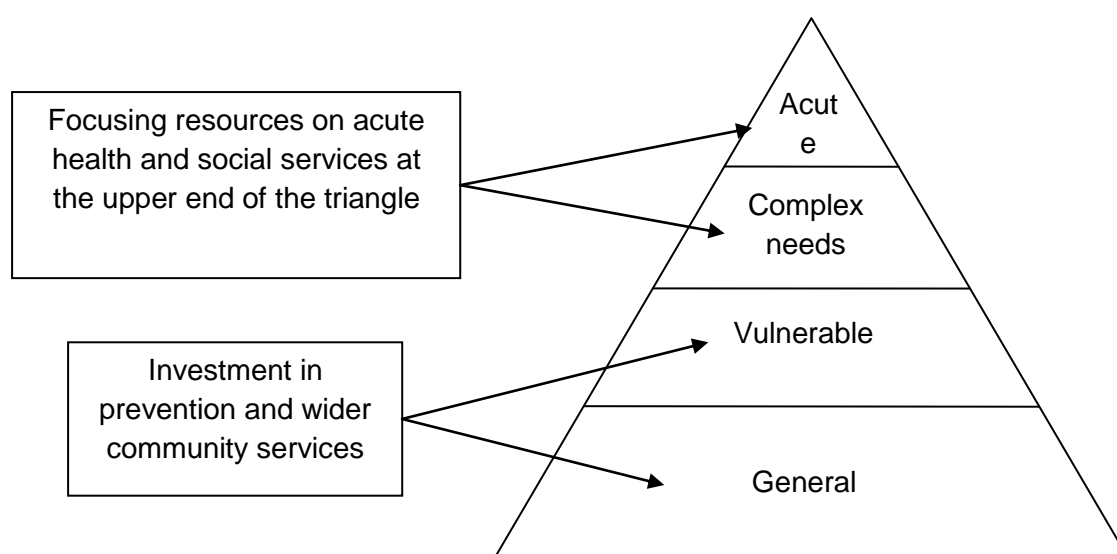 Focusing resources on acute
health and social services at
the upper end of the triangle
Investment in
prevention and wider
community services
Acut
e
Complex
needs
Vulnerable
General